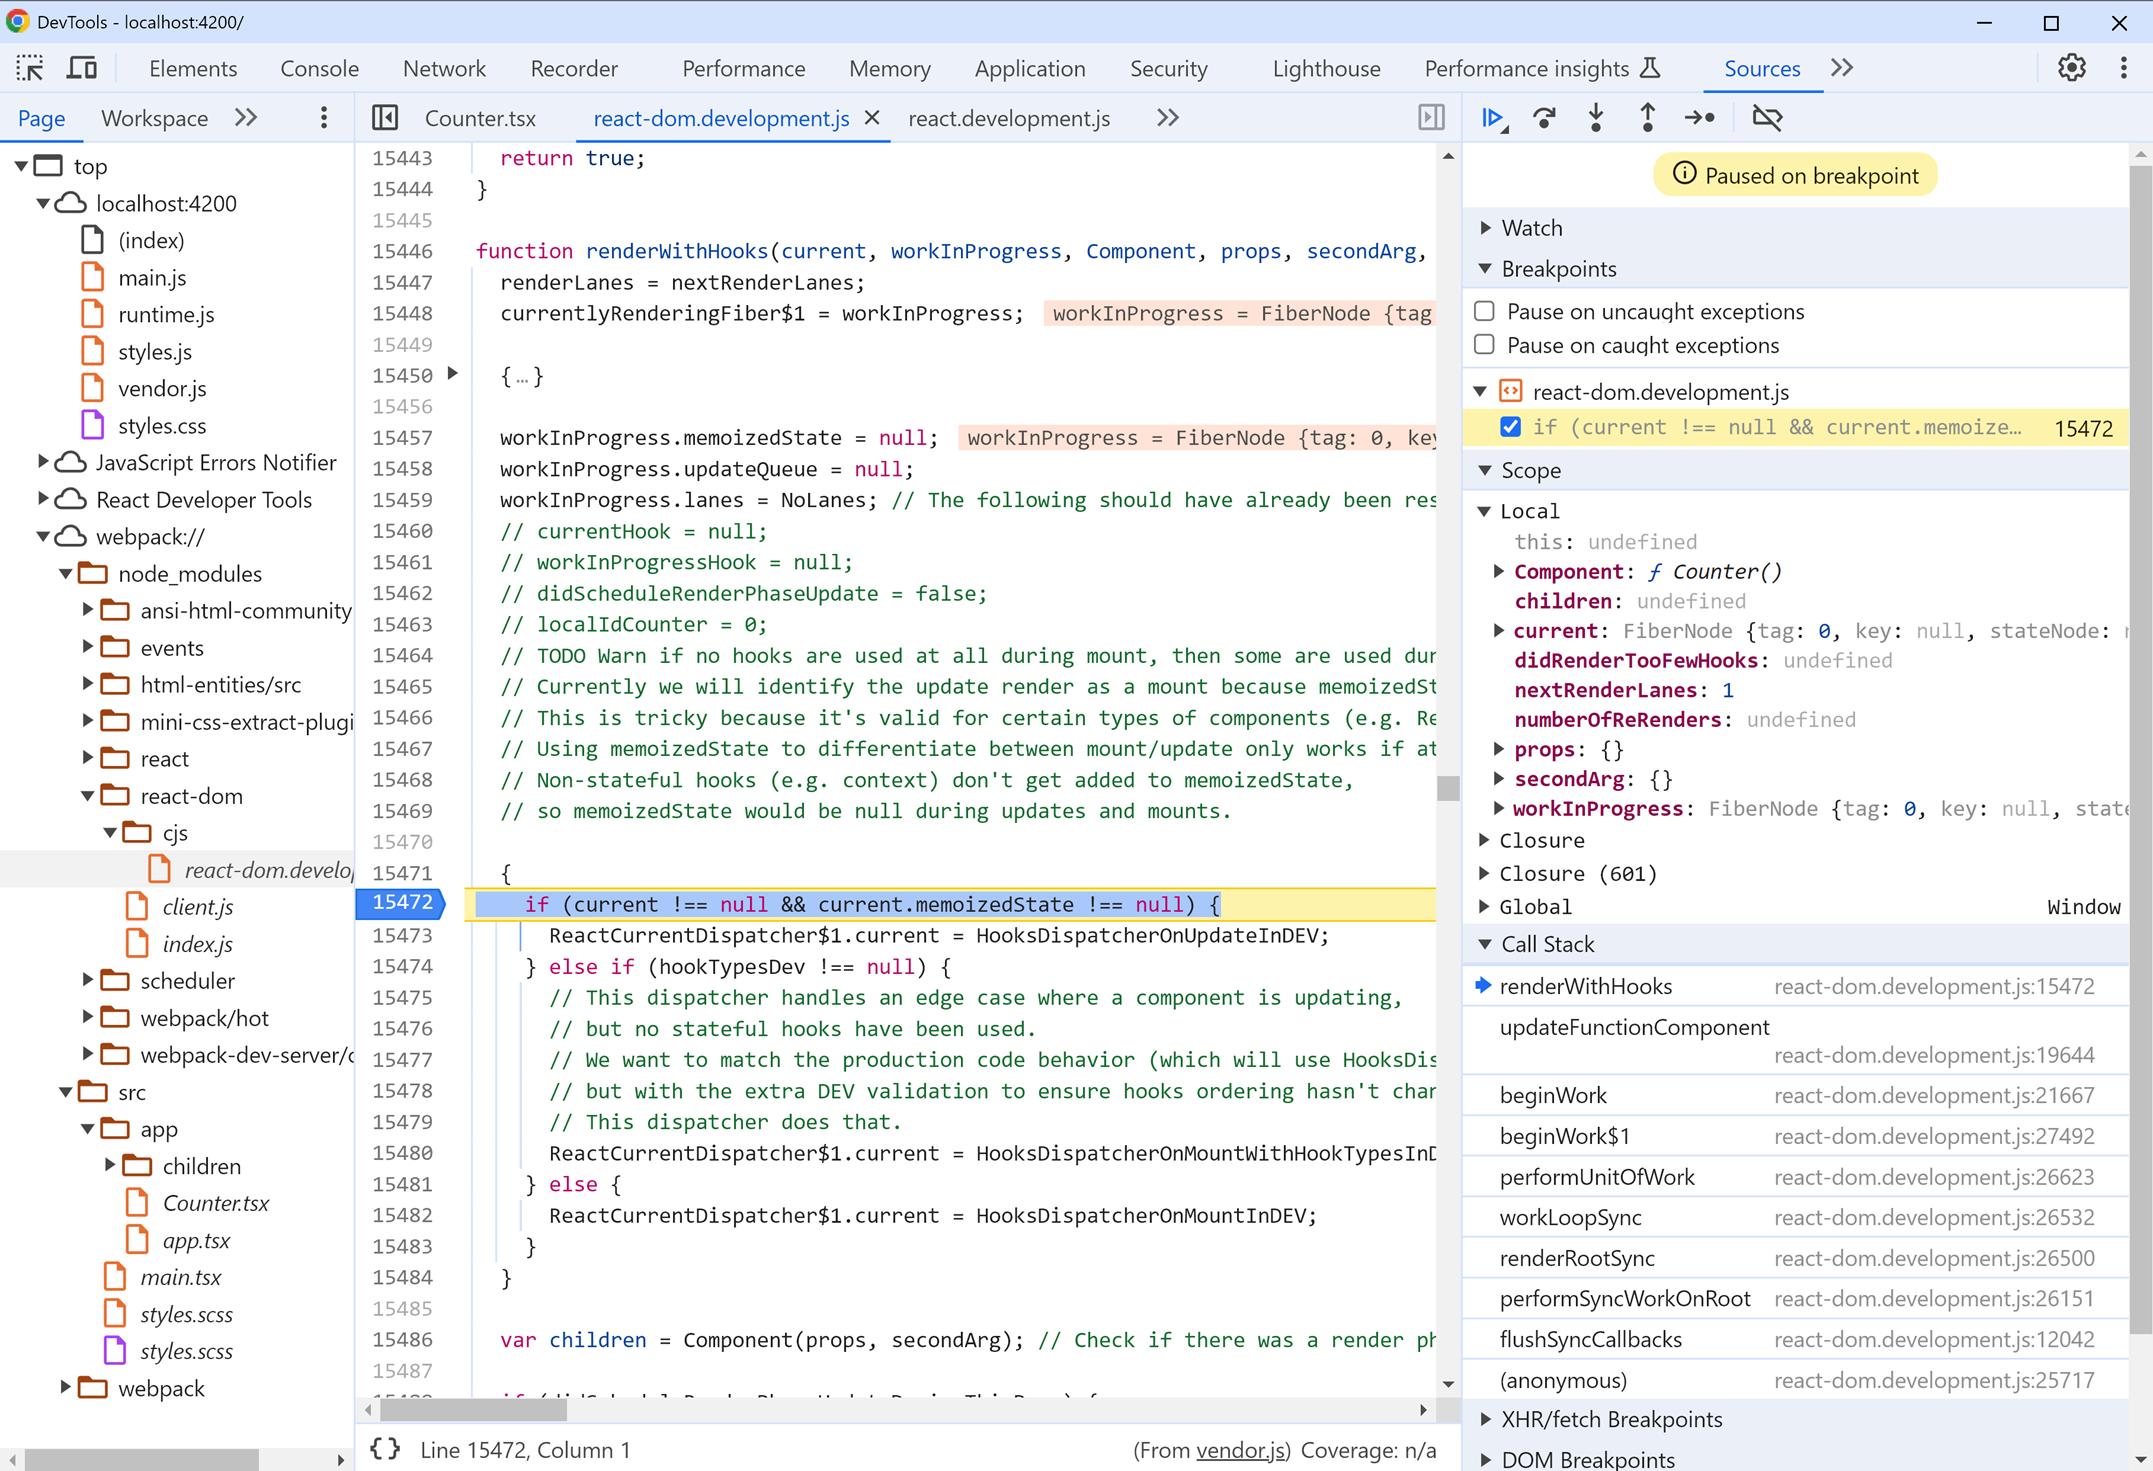 DevTools - localhost:4200/
Elements Console Network Recorder Performance Memory Application Security Lighthouse Performance insights Sources
Page Workspace
top
localhost:4200
(index)
main.js
runtime.js
styles.js
vendor.js
styles.css
JavaScript Errors Notifier
React Developer Tools
webpack://
node_modules
ansi-html-community
events
html-entities/src
mini-css-extract-plugi
react
react-dom
cjs
react-dom.develo
client.js
index.js
scheduler
webpack/hot
webpack-dev-server/c
src
app
children
Counter.tsx
app.tsx
main.tsx
styles.scss
styles.scss
webpack
Counter.tsx react-dom.development.js react.development.js
15443 return true;
15444 }
15445
15446 function renderWithHooks(current, workInProgress, Component, props, secondArg,
15447 renderLanes = nextRenderLanes;
15448 currentlyRenderingFiber$1 = workInProgress; workInProgress = FiberNode {tag
15449
15450 {…}
15456
15457 workInProgress.memoizedState = null; workInProgress = FiberNode {tag: 0, key
15458 workInProgress.updateQueue = null;
15459 workInProgress.lanes = NoLanes; // The following should have already been res
15460 // currentHook = null;
15461 // workInProgressHook = null;
15462 // didScheduleRenderPhaseUpdate = false;
15463 // localIdCounter = 0;
15464 // TODO Warn if no hooks are used at all during mount, then some are used dur
15465 // Currently we will identify the update render as a mount because memoizedSt
15466 // This is tricky because it's valid for certain types of components (e.g. Re
15467 // Using memoizedState to differentiate between mount/update only works if at
15468 // Non-stateful hooks (e.g. context) don't get added to memoizedState,
15469 // so memoizedState would be null during updates and mounts.
15470
15471 {
15472 if (current !== null && current.memoizedState !== null) {
15473 ReactCurrentDispatcher$1.current = HooksDispatcherOnUpdateInDEV;
15474 } else if (hookTypesDev !== null) {
15475 // This dispatcher handles an edge case where a component is updating,
15476 // but no stateful hooks have been used.
15477 // We want to match the production code behavior (which will use HooksDis
15478 // but with the extra DEV validation to ensure hooks ordering hasn't chan
15479 // This dispatcher does that.
15480 ReactCurrentDispatcher$1.current = HooksDispatcherOnMountWithHookTypesInD
15481 } else {
15482 ReactCurrentDispatcher$1.current = HooksDispatcherOnMountInDEV;
15483 }
15484 }
15485
15486 var children = Component(props, secondArg); // Check if there was a render ph
15487
{} Line 15472, Column 1 (From vendor.js) Coverage: n/a
Paused on breakpoint
Watch
Breakpoints
Pause on uncaught exceptions
Pause on caught exceptions
react-dom.development.js
if (current !== null && current.memoize… 15472
Scope
Local
this: undefined
Component: ƒ Counter()
children: undefined
current: FiberNode {tag: 0, key: null, stateNode: 
didRenderTooFewHooks: undefined
nextRenderLanes: 1
numberOfReRenders: undefined
props: {}
secondArg: {}
workInProgress: FiberNode {tag: 0, key: null, state
Closure
Closure (601)
Global Window
Call Stack
renderWithHooks react-dom.development.js:15472
updateFunctionComponent
react-dom.development.js:19644
beginWork react-dom.development.js:21667
beginWork$1 react-dom.development.js:27492
performUnitOfWork react-dom.development.js:26623
workLoopSync react-dom.development.js:26532
renderRootSync react-dom.development.js:26500
performSyncWorkOnRoot react-dom.development.js:26151
flushSyncCallbacks react-dom.development.js:12042
(anonymous) react-dom.development.js:25717
XHR/fetch Breakpoints
DOM Breakpoints